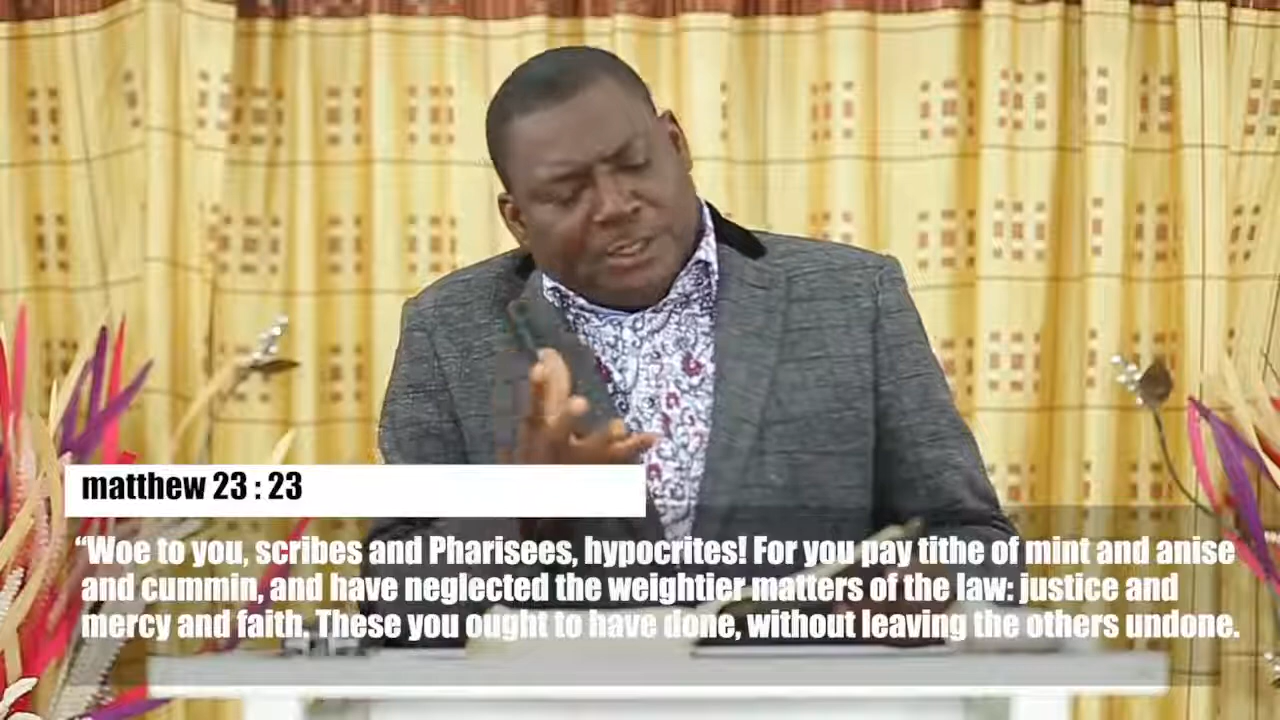 matthew 23 : 23
“Woe to you, scribes and Pharisees, hypocrites! For you pay tithe of mint and anise
and cummin, and have neglected the weightier matters of the law: justice and
mercy and faith. These you ought to have done, without leaving the others undone.